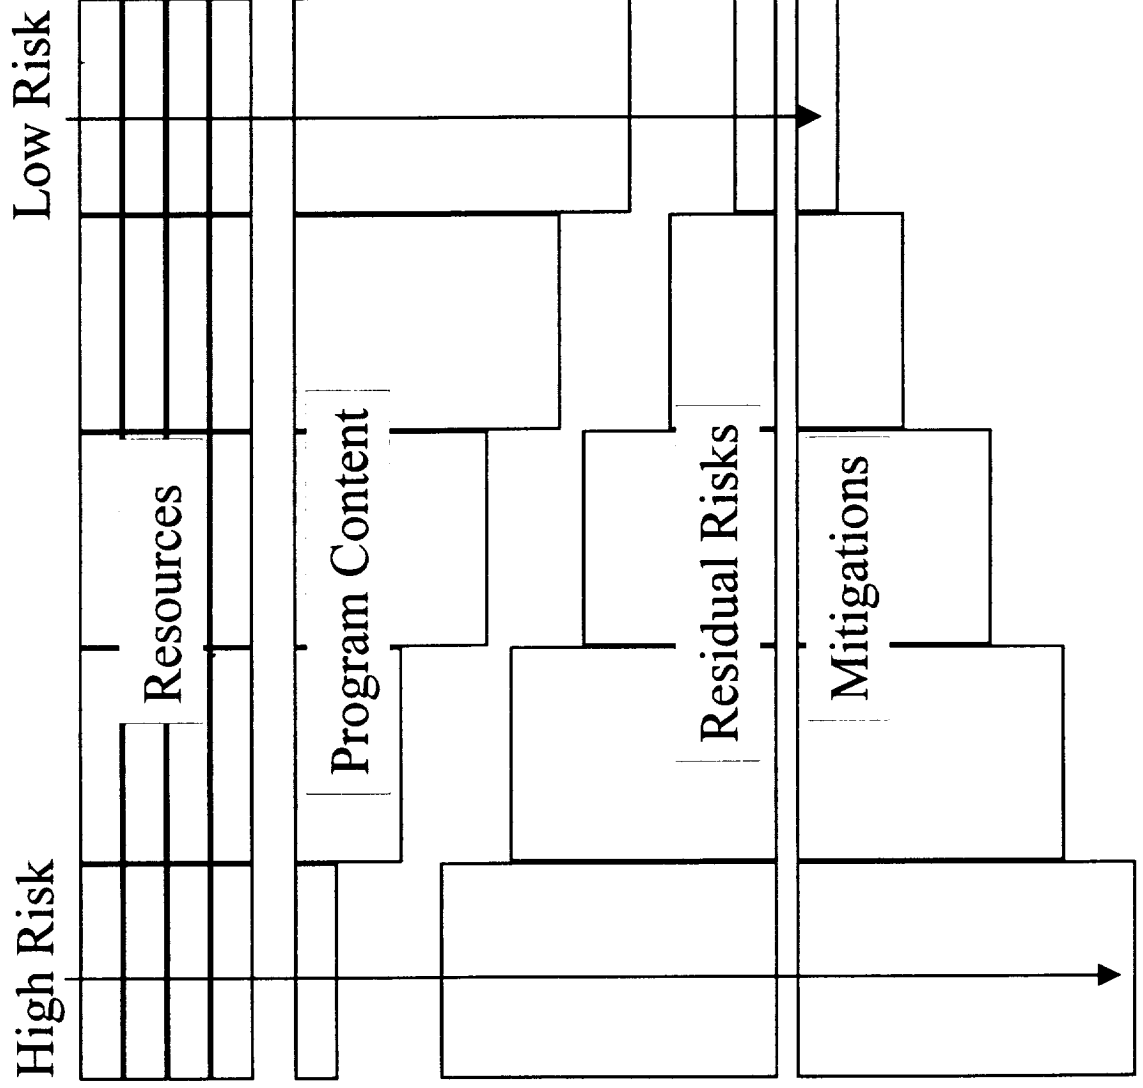 High Risk
Low Risk
Resources
Program Content
Residual Risks
Mitigations